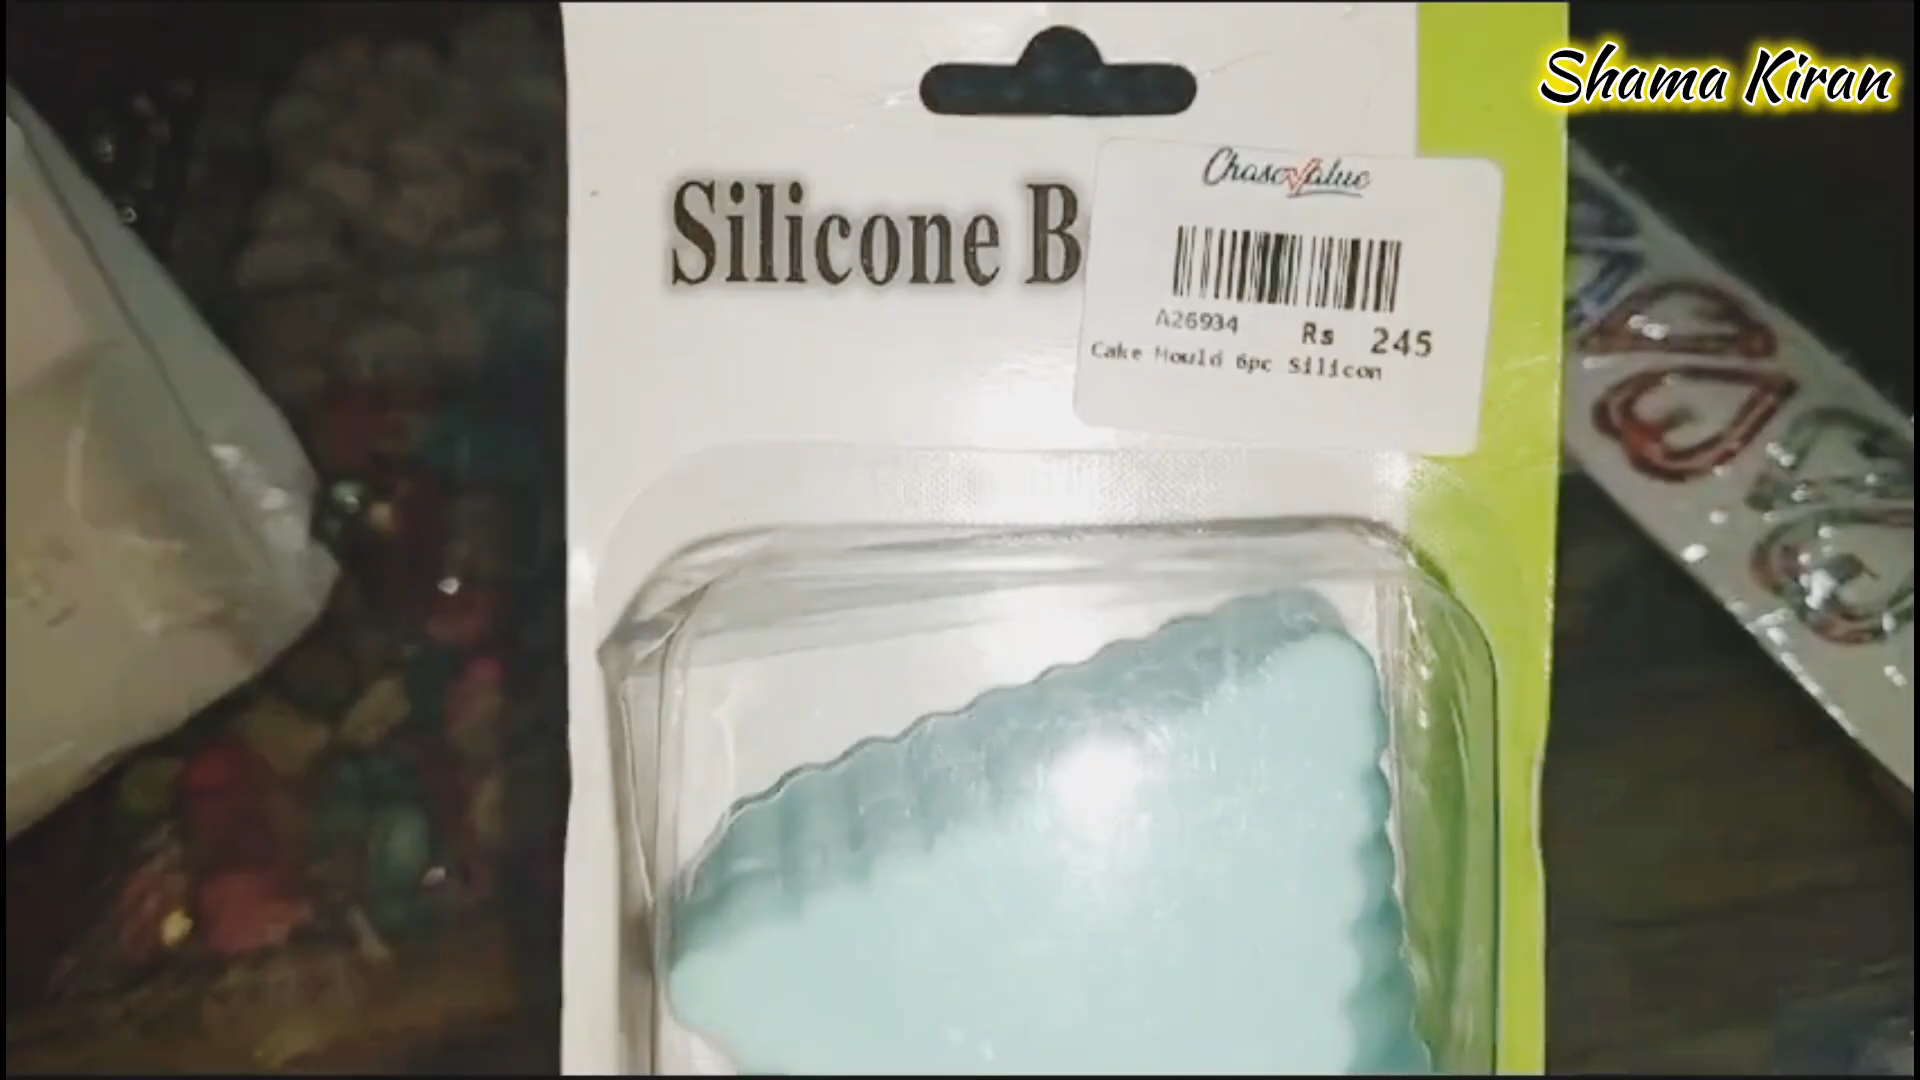 Shama Kiran
Silicone B
ChaseValue
A26934 Rs 245
Cake Mould 6pc Silicon